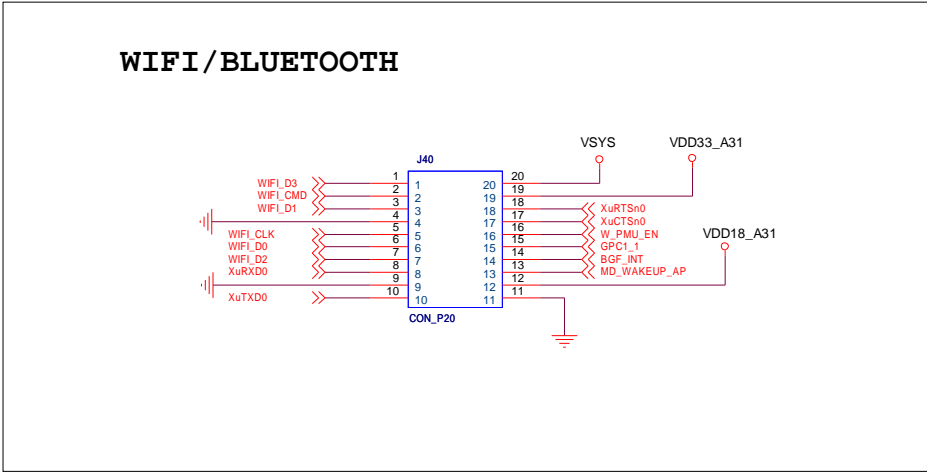 WIFI/BLUETOOTH
VSYS
VDD33_A31
J40
1 1 20 20
WIFI_D3
2 2 19 19
WIFI_CMD
3 3 18 18 XuRTSn0
WIFI_D1
4 4 17 17 XuCTSn0
5 5 16 16 W_PMU_EN
WIFI_CLK
6 6 15 15 GPC1_1
WIFI_D0
7 7 14 14 BGF_INT
WIFI_D2
8 8 13 13 MD_WAKEUP_AP
XuRXD0
VDD18_A31
9 9 12 12
10 10 11 11
XuTXD0
CON_P20